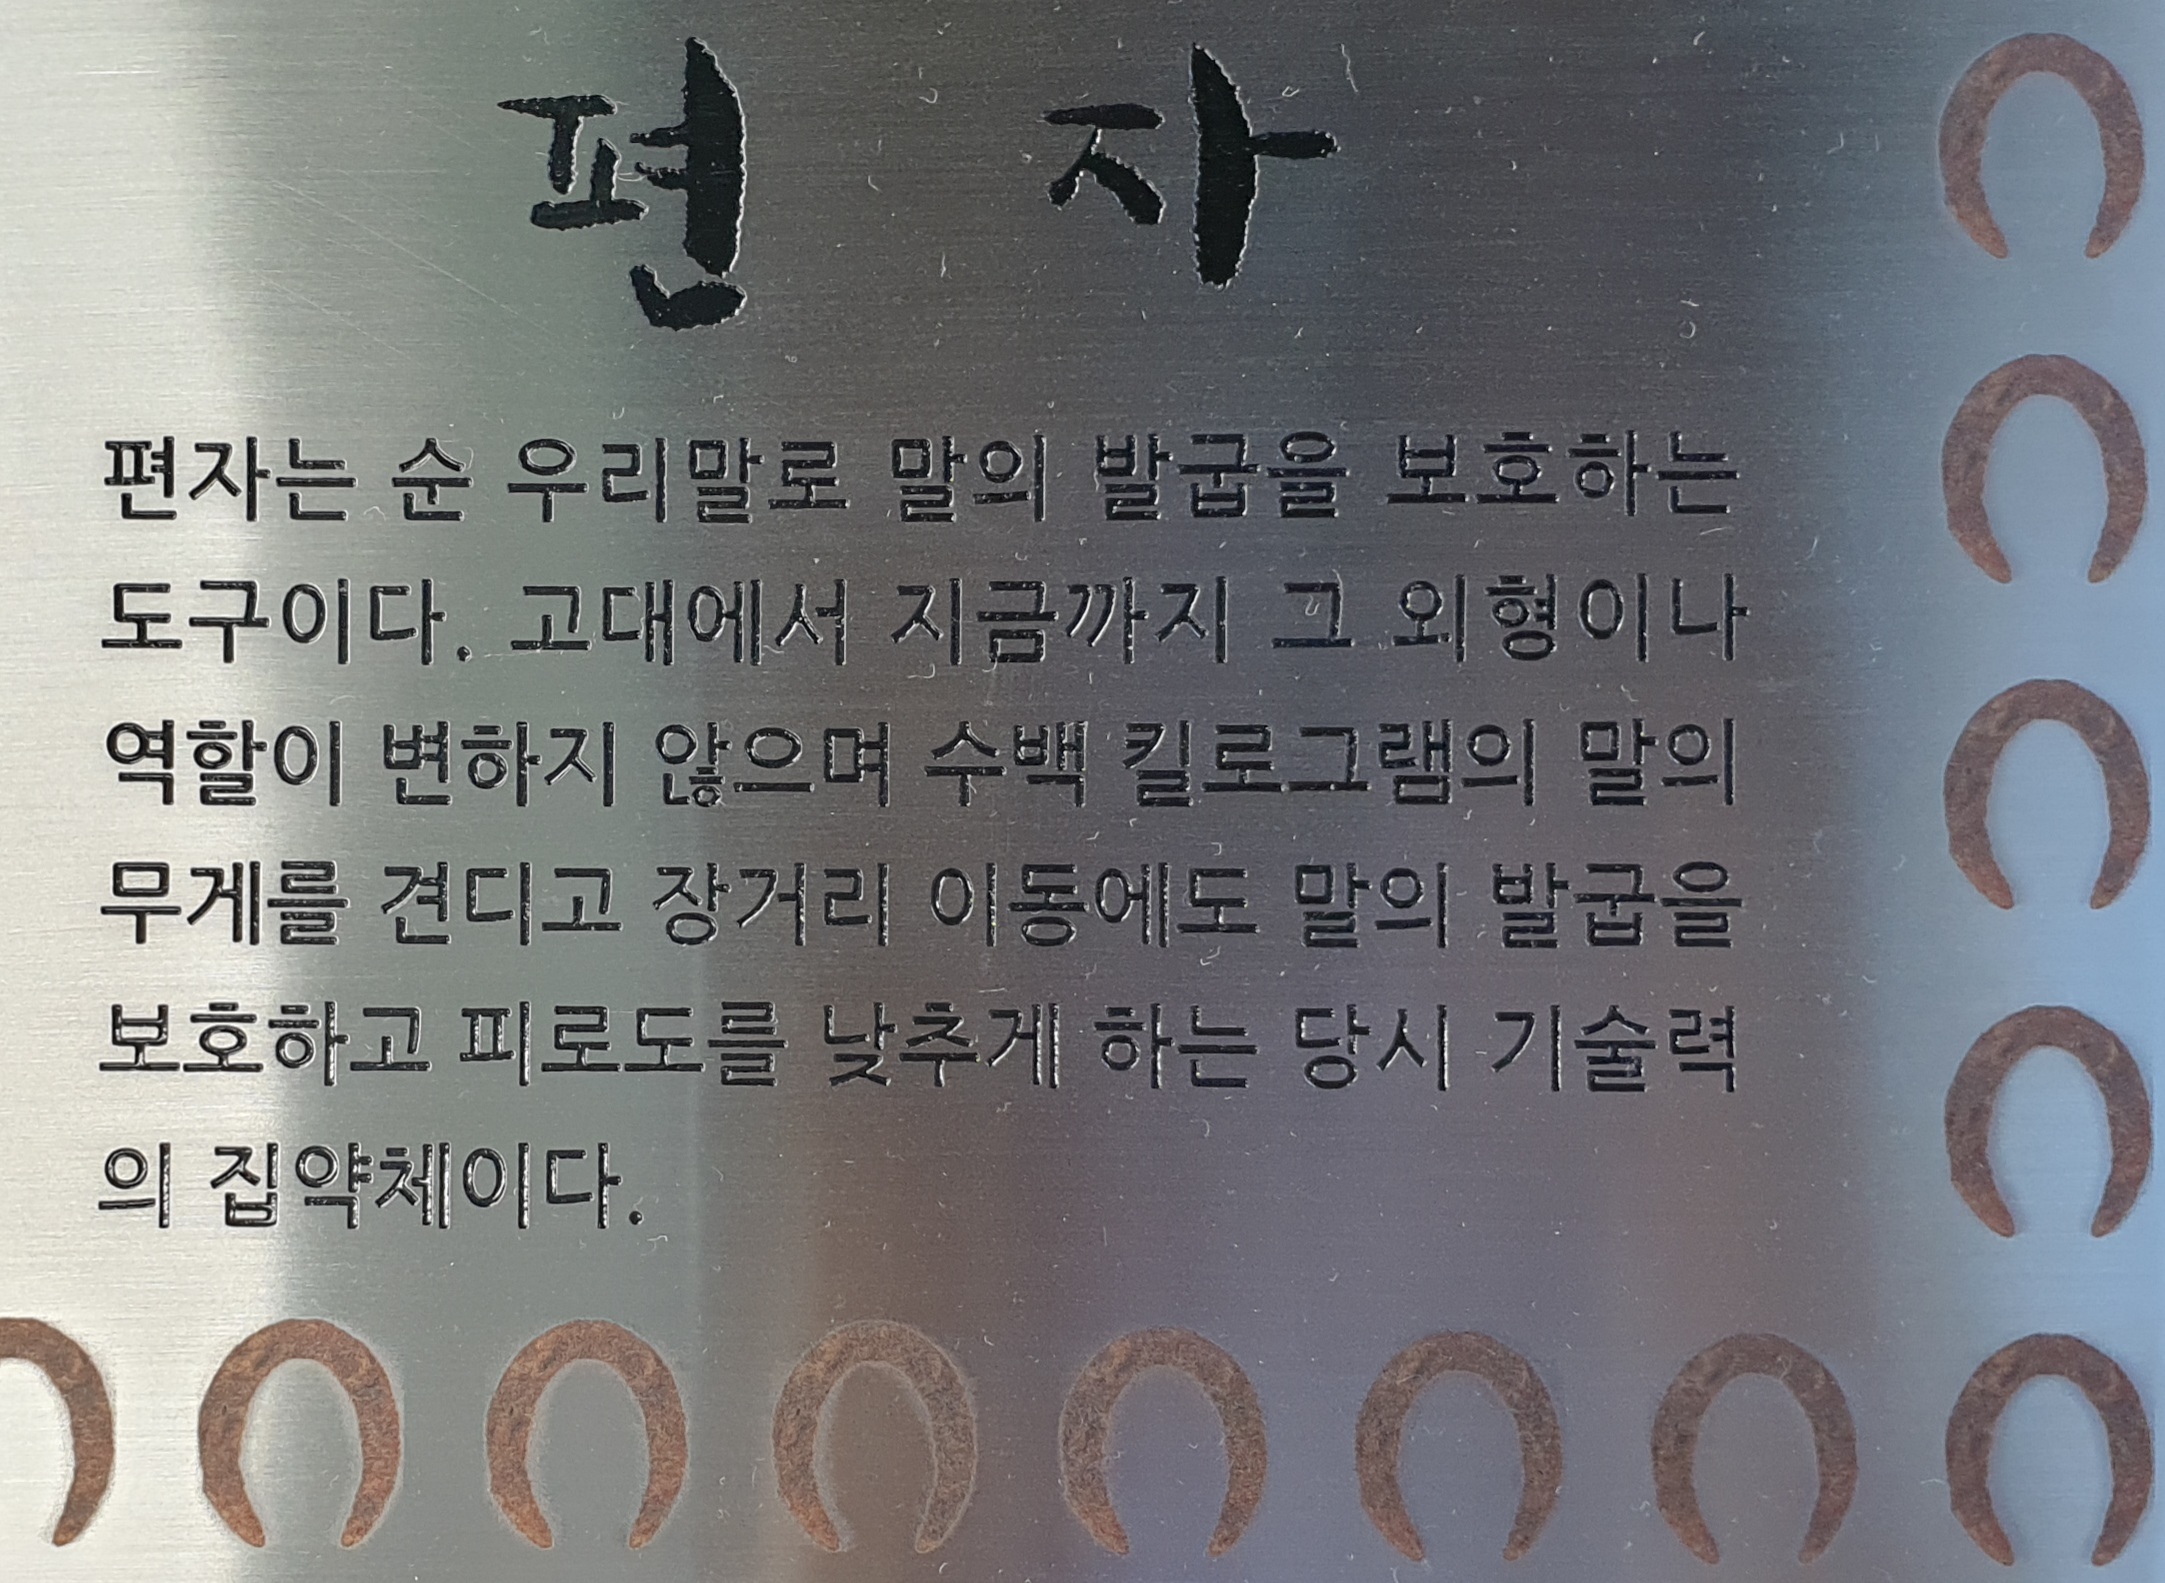 편 자
편자는 순 우리말로 말의 발굽을 보호하는
도구이다. 고대에서 지금까지 그 외형이나
역할이 변하지 않으며 수백 킬로그램의 말의
무게를 견디고 장거리 이동에도 말의 발굽을
보호하고 피로도를 낮추게 하는 당시 기술력
의 집약체이다.